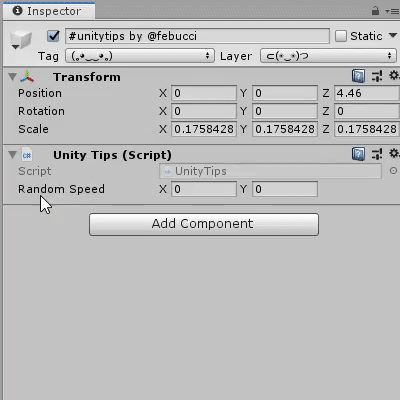 Inspector
#unitytips by @febucci
Static
Tag (｡◕‿‿◕｡) Layer ⊂(◉‿◉)つ
Transform
Position X 0 Y 0 Z 4.46
Rotation X 0 Y 0 Z 0
Scale X 0.1758428 Y 0.1758428 Z 0.1758428
Unity Tips (Script)
Script UnityTips
Random Speed X 0 Y 0
Add Component